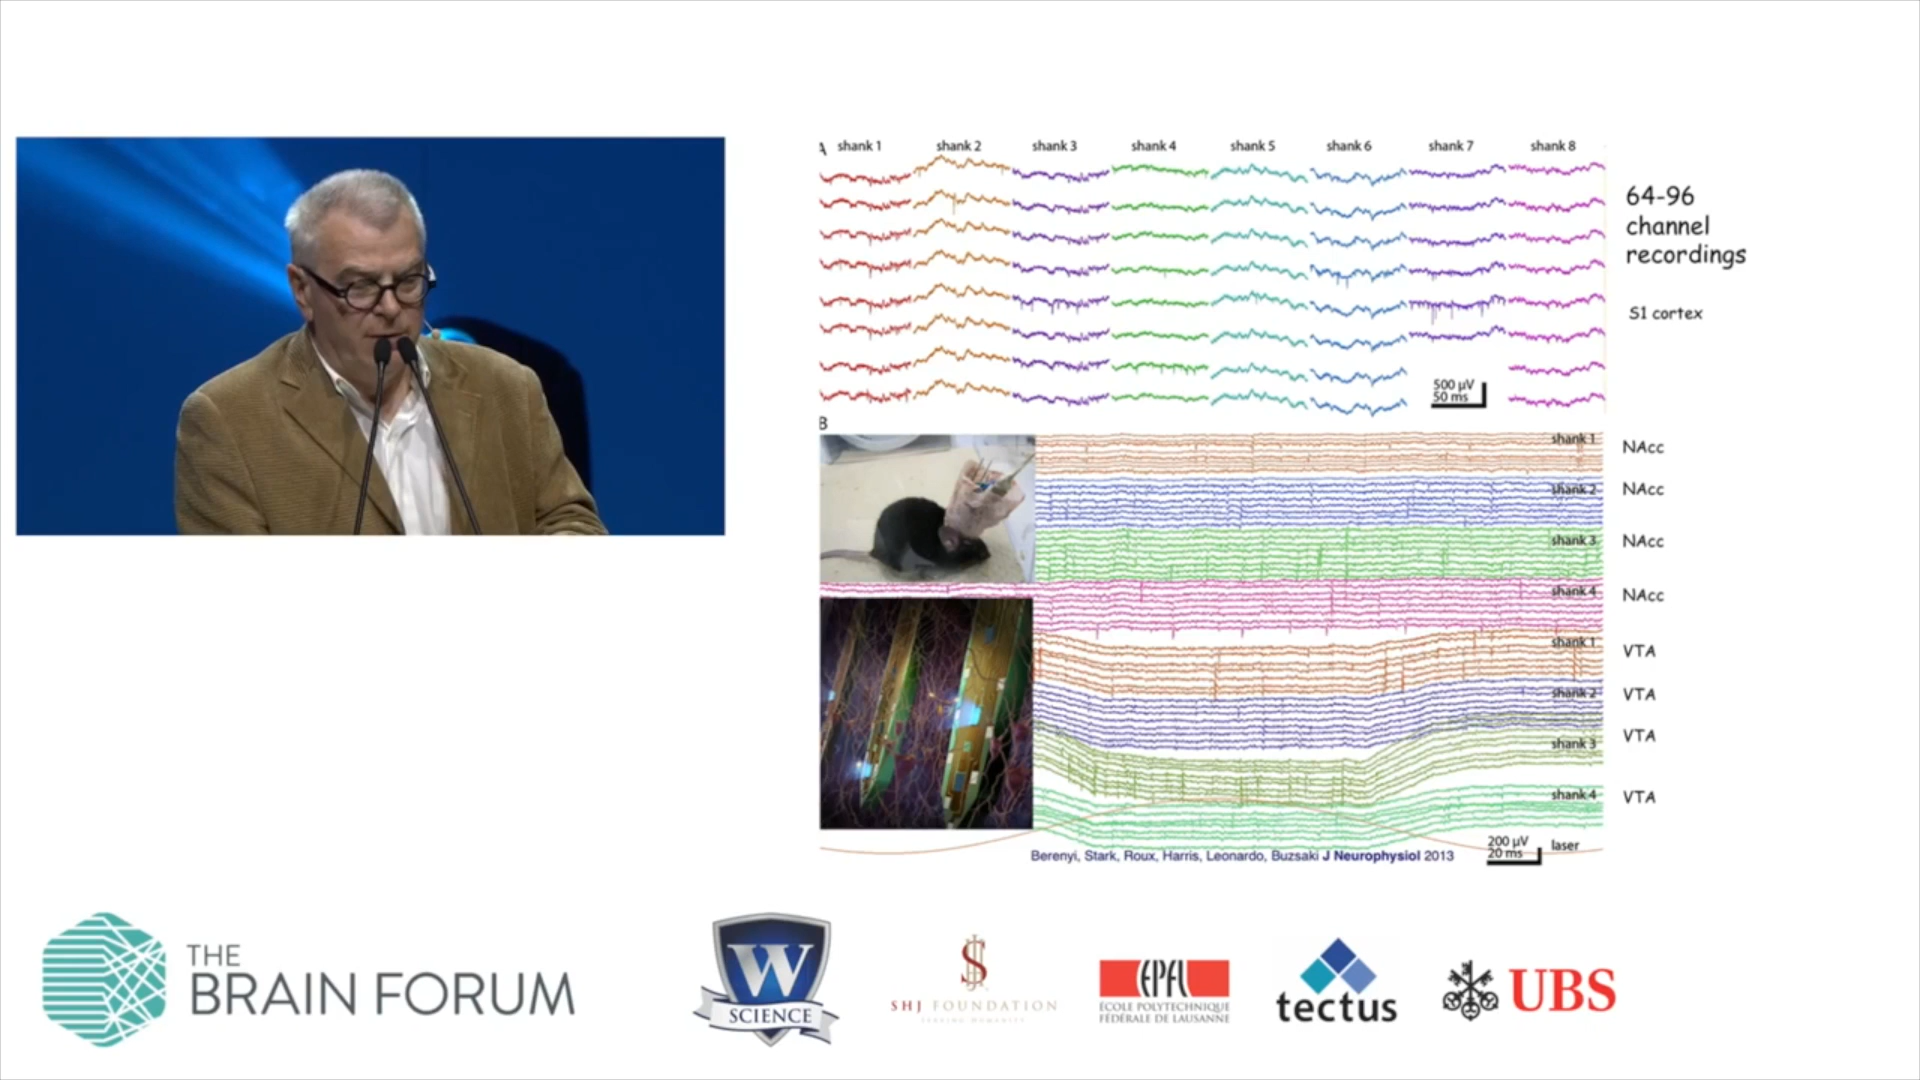 A shank 1 shank 2 shank 3 shank 4 shank 5 shank 6 shank 7 shank 8
64-96
channel
recordings
S1 cortex
500 µV
50 ms
B
shank 1 NAcc
shank 2 NAcc
shank 3 NAcc
shank 4 NAcc
shank 1 VTA
shank 2 VTA
shank 3 VTA
shank 4 VTA
200 µV
20 ms
laser
Berenyi, Stark, Roux, Harris, Leonardo, Buzsaki J Neurophysiol 2013
THE
BRAIN FORUM
W
SCIENCE
SHJ FOUNDATION
SERVING HUMANITY
EPFL
ÉCOLE POLYTECHNIQUE
FÉDÉRALE DE LAUSANNE
tectus
UBS